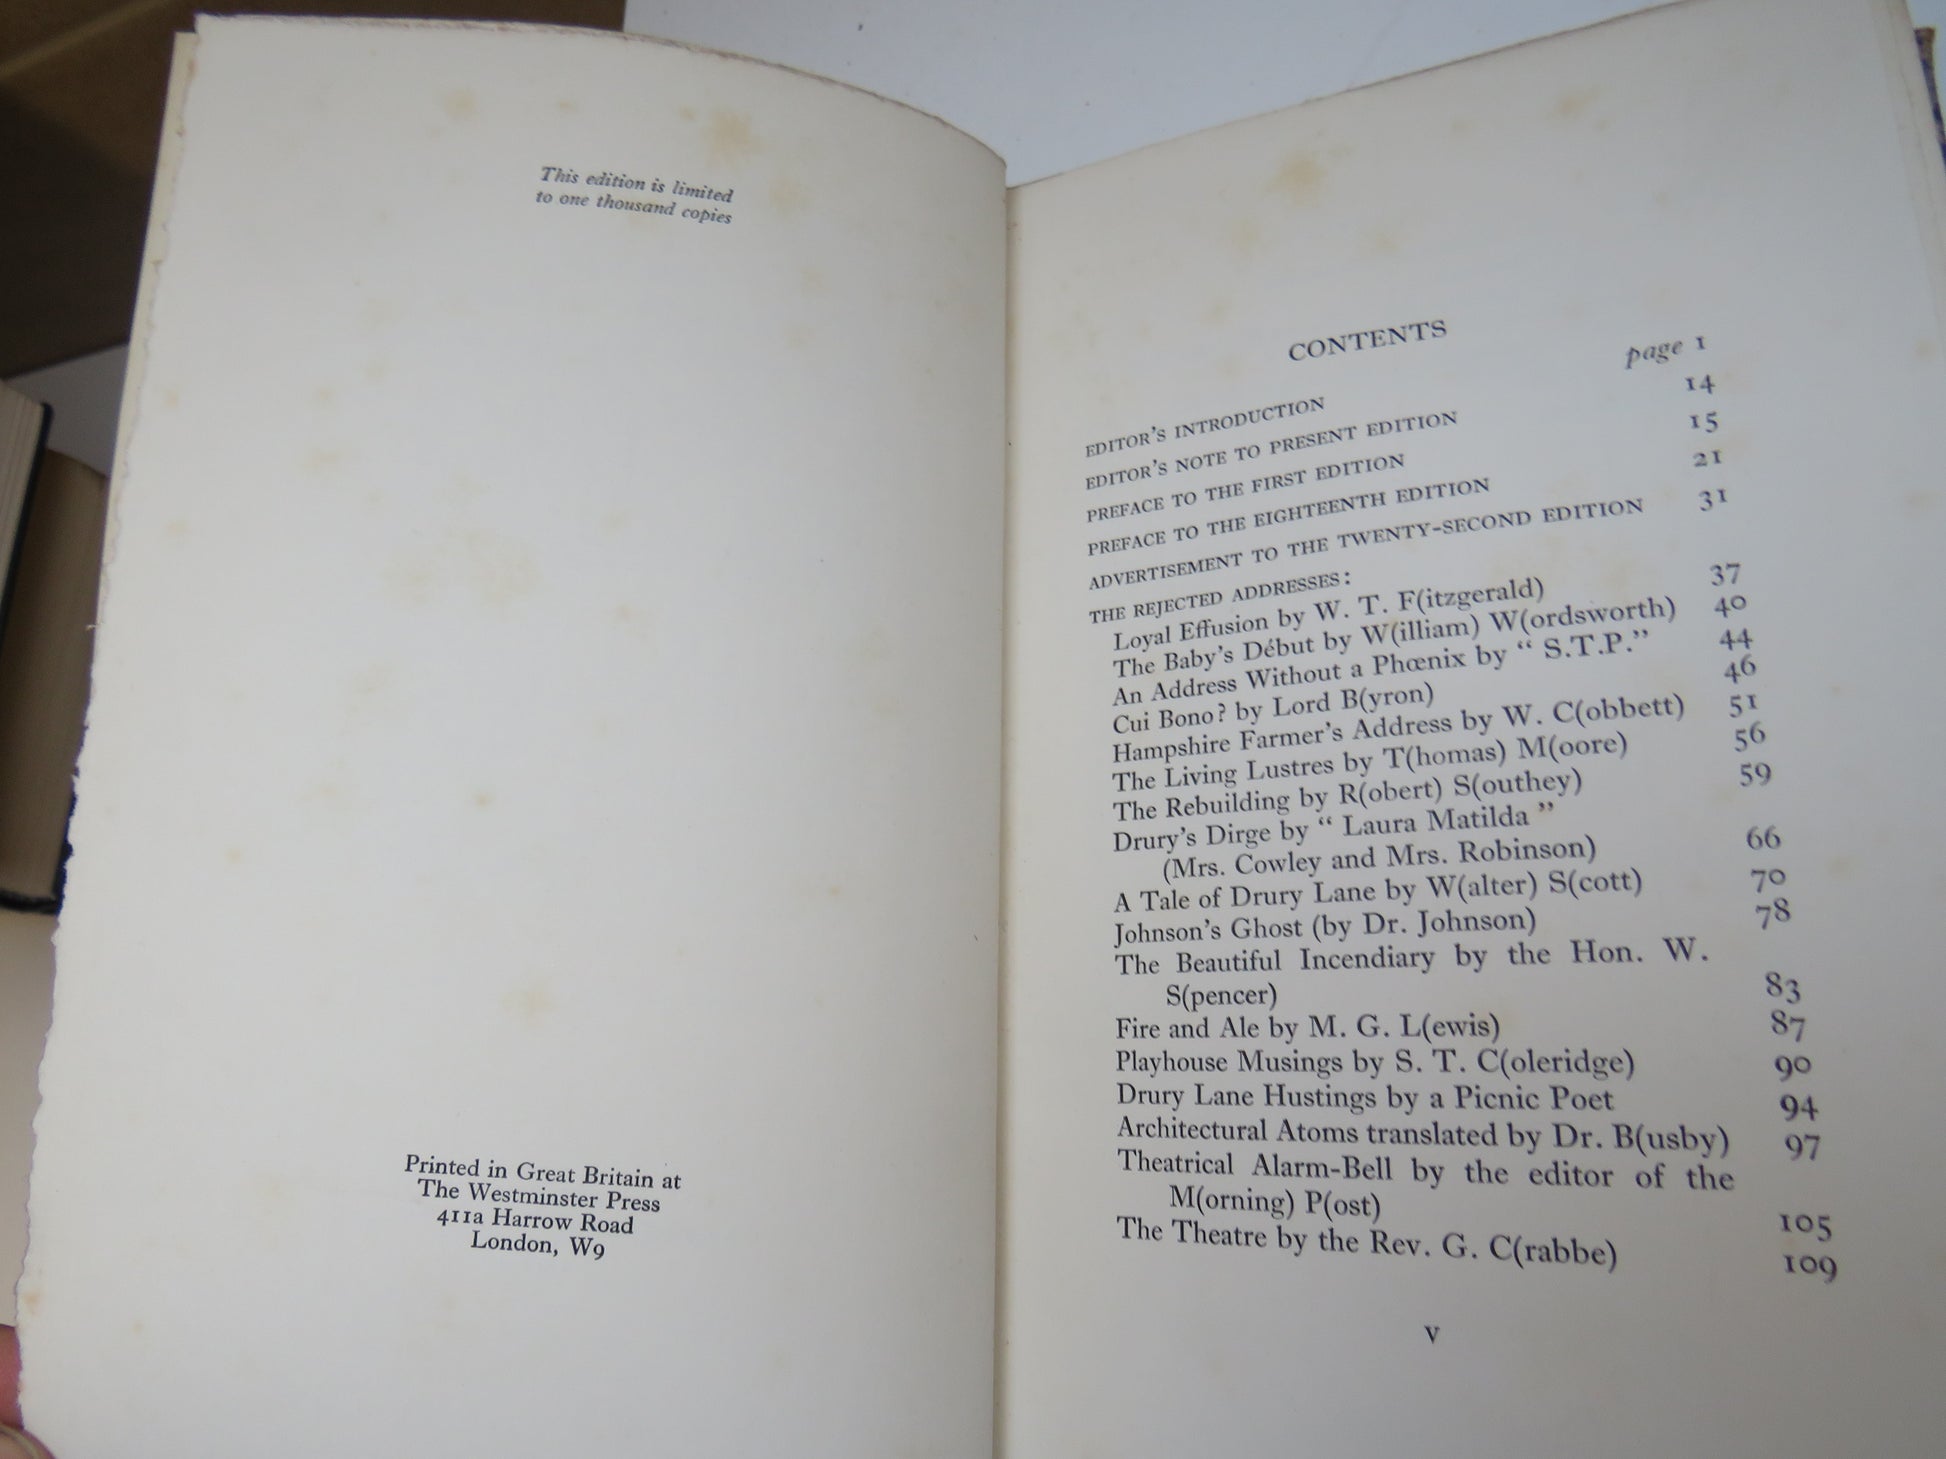 This edition is limited
to one thousand copies
Printed in Great Britain at
The Westminster Press
411a Harrow Road
London, W9
CONTENTS
EDITOR'S INTRODUCTION page 1
EDITOR'S NOTE TO PRESENT EDITION 14
PREFACE TO THE FIRST EDITION 15
PREFACE TO THE EIGHTEENTH EDITION 21
ADVERTISEMENT TO THE TWENTY-SECOND EDITION 31
THE REJECTED ADDRESSES:
Loyal Effusion by W. T. F(itzgerald) 37
The Baby's Début by W(illiam) W(ordsworth) 40
An Address Without a Phœnix by “ S.T.P.” 44
Cui Bono? by Lord B(yron) 46
Hampshire Farmer's Address by W. C(obbett) 51
The Living Lustres by T(homas) M(oore) 56
The Rebuilding by R(obert) S(outhey) 59
Drury's Dirge by “ Laura Matilda ”
(Mrs. Cowley and Mrs. Robinson) 66
A Tale of Drury Lane by W(alter) S(cott) 70
Johnson's Ghost (by Dr. Johnson) 78
The Beautiful Incendiary by the Hon. W.
S(pencer) 83
Fire and Ale by M. G. L(ewis) 87
Playhouse Musings by S. T. C(oleridge) 90
Drury Lane Hustings by a Picnic Poet 94
Architectural Atoms translated by Dr. B(usby) 97
Theatrical Alarm-Bell by the editor of the
M(orning) P(ost) 105
The Theatre by the Rev. G. C(rabbe) 109
v